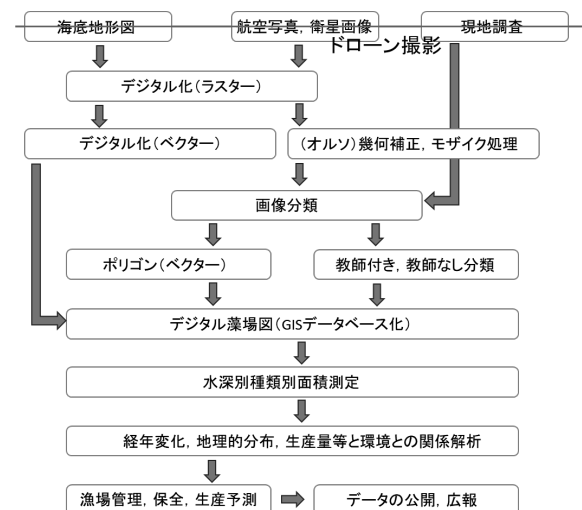 海底地形図
航空写真, 衛星画像
現地調査
ドローン撮影
デジタル化（ラスター）
デジタル化（ベクター）
（オルソ）幾何補正, モザイク処理
画像分類
ポリゴン（ベクター）
教師付き, 教師なし分類
デジタル藻場図（GISデータベース化）
水深別種類別面積測定
経年変化, 地理的分布, 生産量等と環境との関係解析
漁場管理, 保全, 生産予測
データの公開, 広報